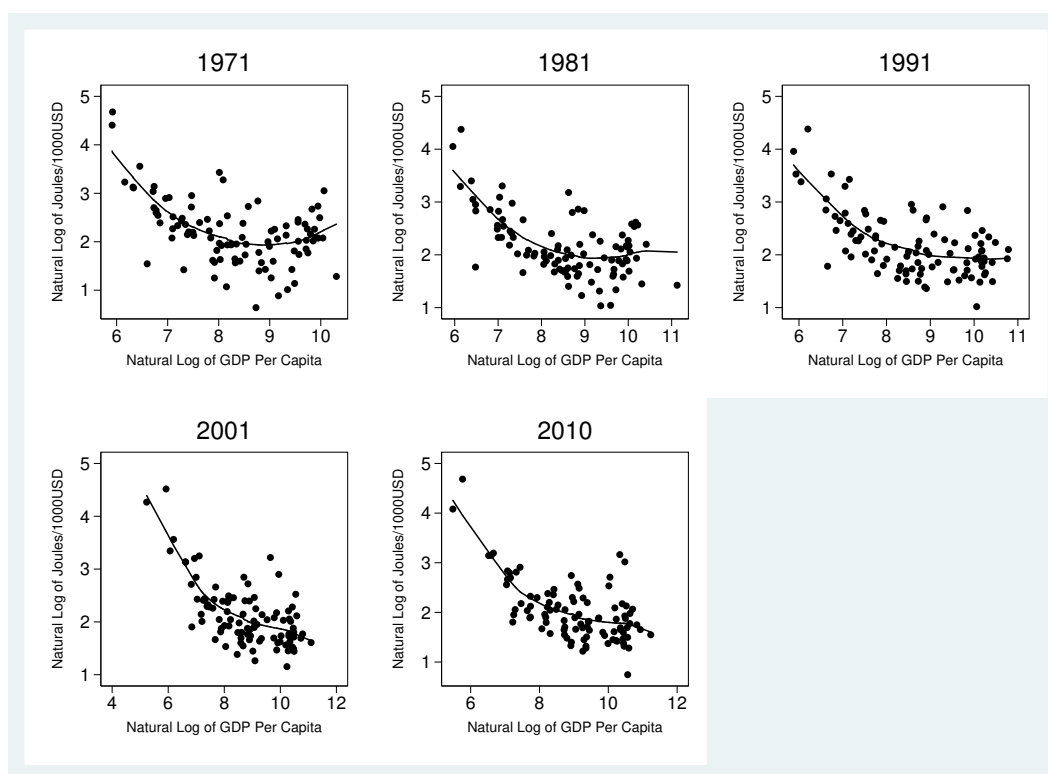 1971
Natural Log of Joules/1000USD
5
4
3
2
1
6 7 8 9 10
Natural Log of GDP Per Capita
1981
Natural Log of Joules/1000USD
5
4
3
2
1
6 7 8 9 10 11
Natural Log of GDP Per Capita
1991
Natural Log of Joules/1000USD
5
4
3
2
1
6 7 8 9 10 11
Natural Log of GDP Per Capita
2001
Natural Log of Joules/1000USD
5
4
3
2
1
4 6 8 10 12
Natural Log of GDP Per Capita
2010
Natural Log of Joules/1000USD
5
4
3
2
1
6 8 10 12
Natural Log of GDP Per Capita